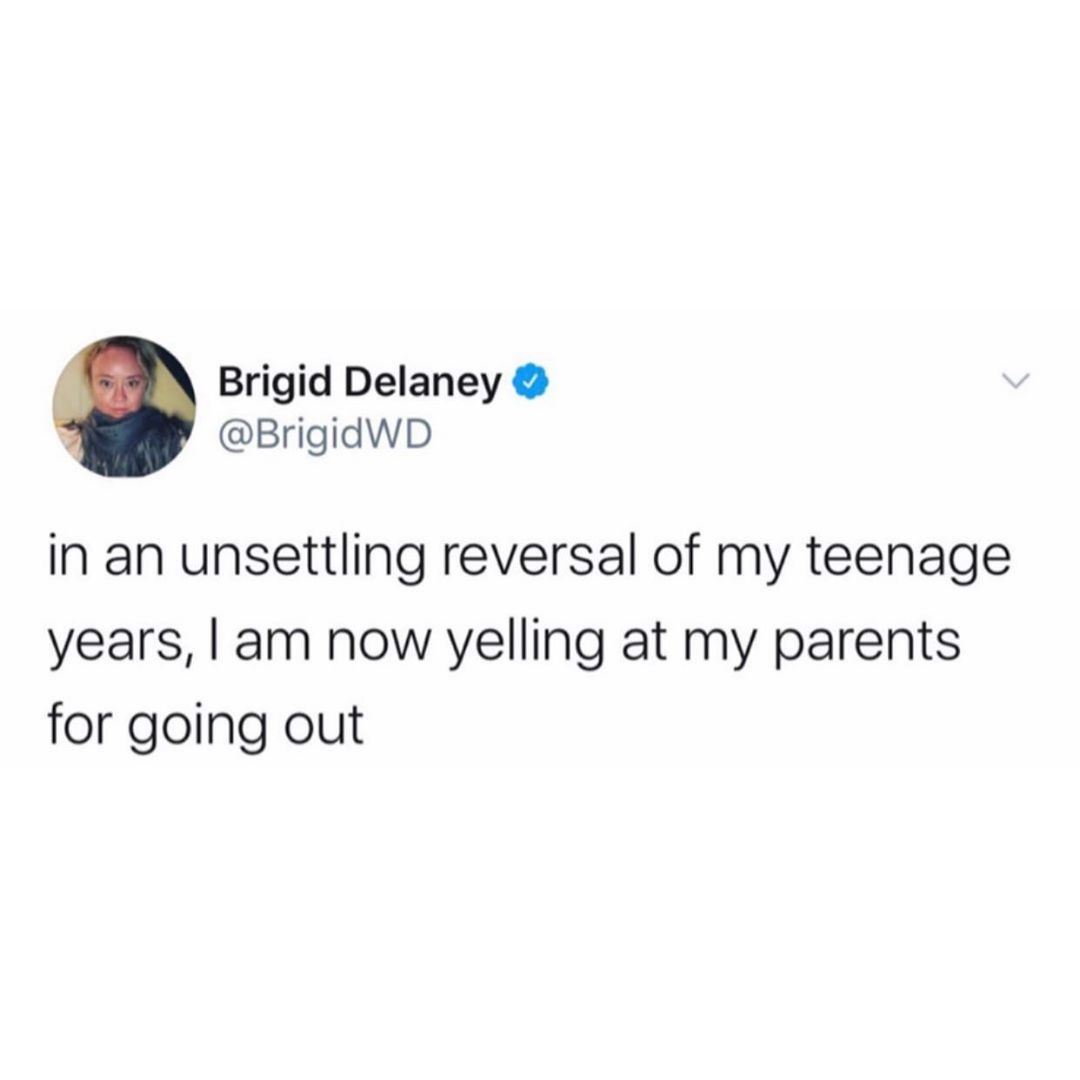 Brigid Delaney
@BrigidWD
in an unsettling reversal of my teenage
years, I am now yelling at my parents
for going out